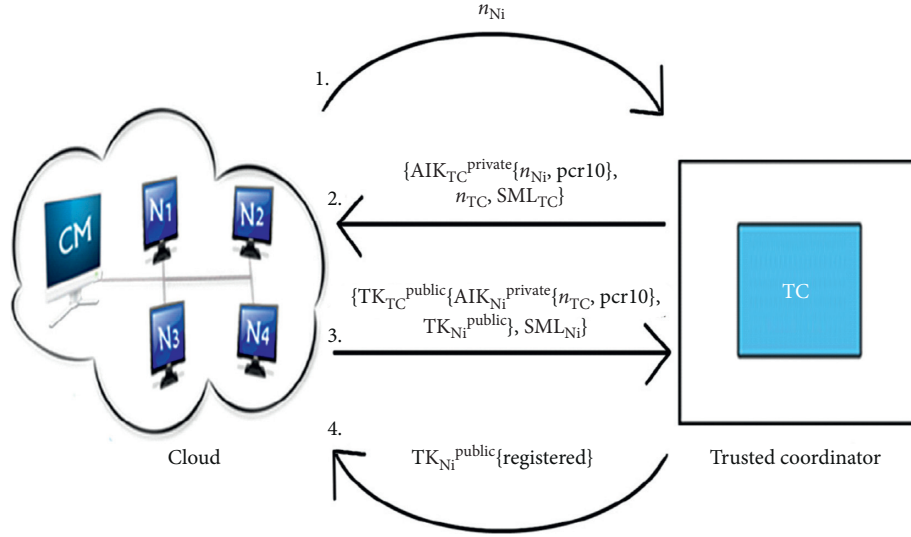 n_Ni
1.
{AIK_TC^private{n_Ni, pcr10},
2.
n_TC, SML_TC}
CM
N1
N2
{TK_TC^public{AIK_Ni^private{n_TC, pcr10},
TK_Ni^public}, SML_Ni}
3.
N3
N4
TC
4.
TK_Ni^public{registered}
Cloud
Trusted coordinator